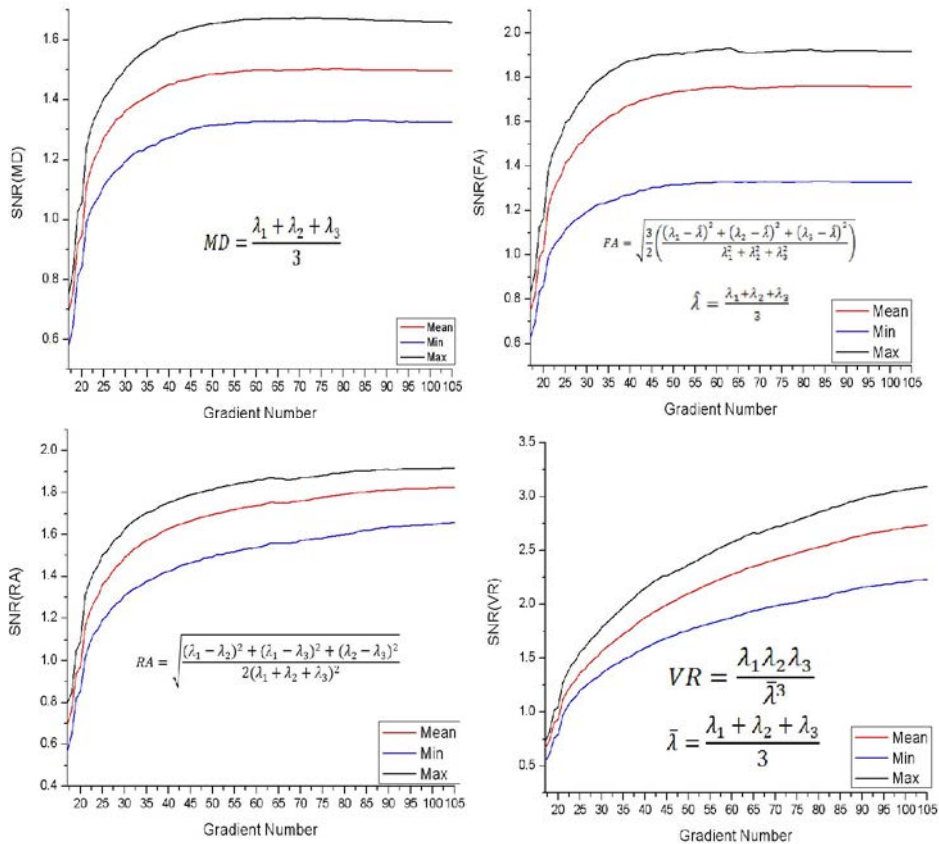 1.6
1.4
1.2
1.0
0.8
0.6
SNR(MD)
MD = (λ₁ + λ₂ + λ₃) / 3
Mean
Min
Max
20 25 30 35 40 45 50 55 60 65 70 75 80 85 90 95 100 105
Gradient Number
2.0
1.8
1.6
1.4
1.2
1.0
0.8
0.6
SNR(FA)
FA = √(3/2 (((λ₁ − λ̂)² + (λ₂ − λ̂)² + (λ₃ − λ̂)²) / (λ₁² + λ₂² + λ₃²)))
λ̂ = (λ₁+λ₂+λ₃) / 3
Mean
Min
Max
20 25 30 35 40 45 50 55 60 65 70 75 80 85 90 95 100 105
Gradient Number
2.0
1.8
1.6
1.4
1.2
1.0
0.8
0.6
0.4
SNR(RA)
RA = √(((λ₁ − λ₂)² + (λ₁ − λ₃)² + (λ₂ − λ₃)²) / (2(λ₁ + λ₂ + λ₃)²))
Mean
Min
Max
20 25 30 35 40 45 50 55 60 65 70 75 80 85 90 95 100 105
Gradient Number
3.5
3.0
2.5
2.0
1.5
1.0
0.5
SNR(VR)
VR = λ₁λ₂λ₃ / λ̄³
λ̄ = (λ₁ + λ₂ + λ₃) / 3
Mean
Min
Max
20 25 30 35 40 45 50 55 60 65 70 75 80 85 90 95 100 105
Gradient Number